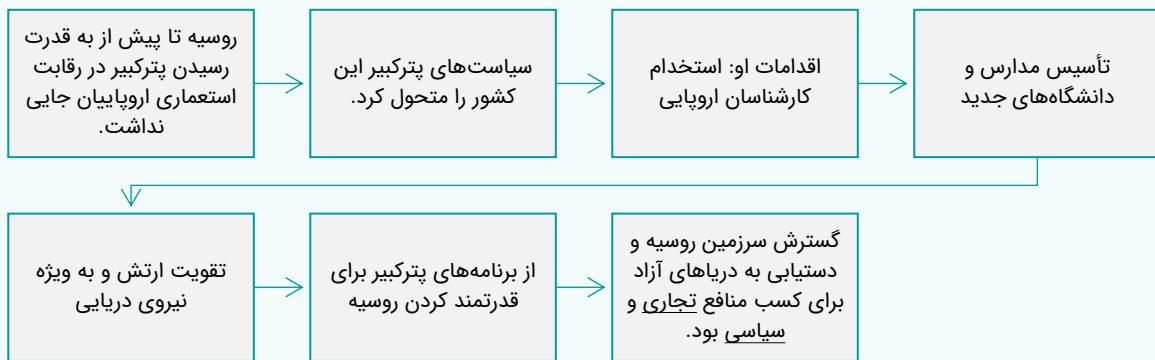 روسیه تا پیش از به قدرت
رسیدن پترکبیر در رقابت
استعماری اروپاییان جایی
نداشت.
سیاست‌های پترکبیر این
کشور را متحول کرد.
اقدامات او: استخدام
کارشناسان اروپایی
تأسیس مدارس و
دانشگاه‌های جدید
تقویت ارتش و به ویژه
نیروی دریایی
از برنامه‌های پترکبیر برای
قدرتمند کردن روسیه
گسترش سرزمین روسیه و
دستیابی به دریاهای آزاد
برای کسب منافع تجاری و
سیاسی بود.